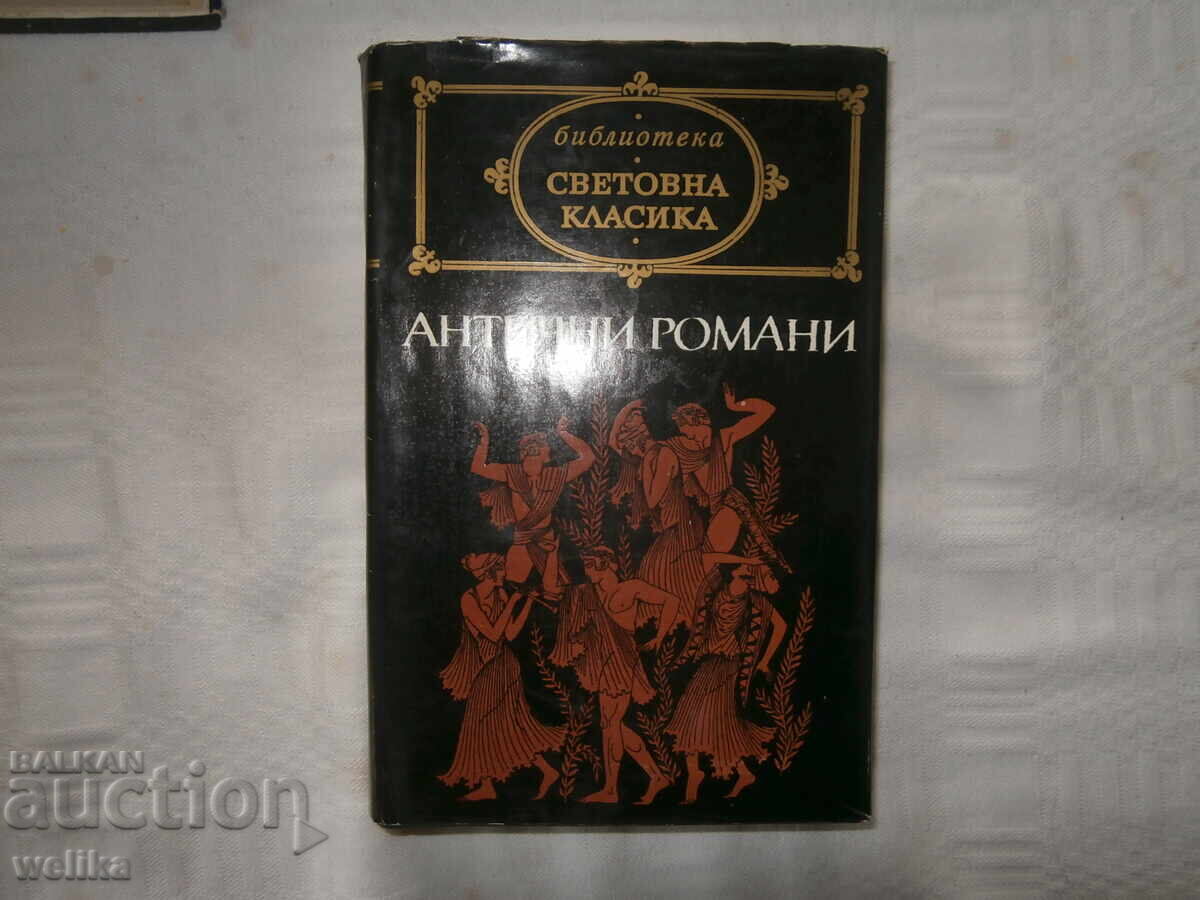 библиотека
СВЕТОВНА
КЛАСИКА
АНТИЧНИ РОМАНИ
BALKAN
auction
welika